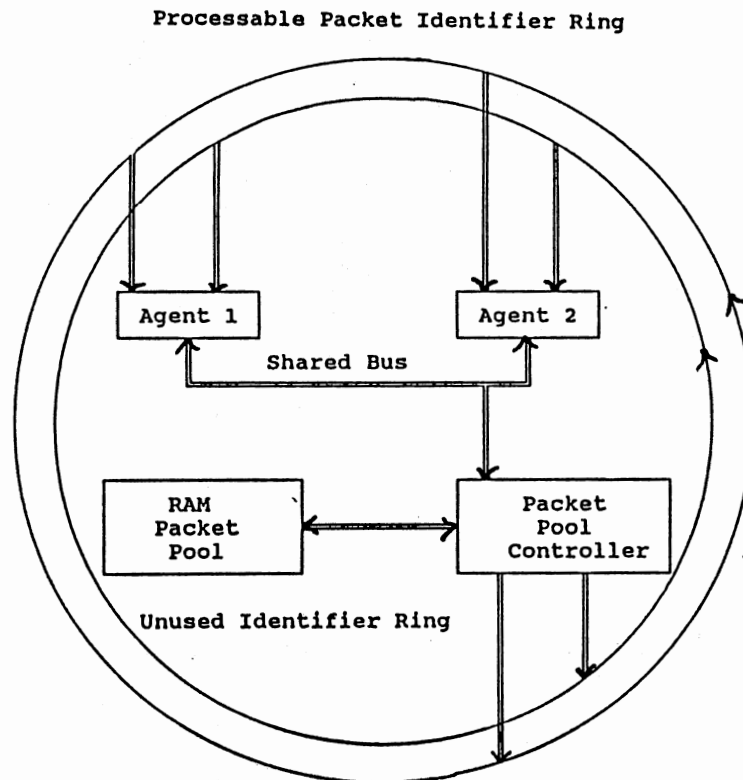 Processable Packet Identifier Ring
Agent 1
Agent 2
Shared Bus
RAM
Packet
Pool
Packet
Pool
Controller
Unused Identifier Ring